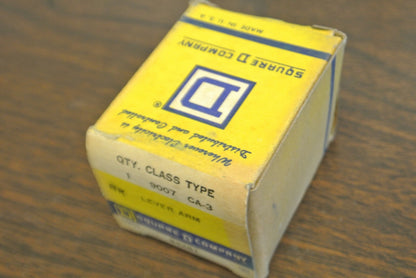 MADE IN U.S.A.
SQUARE D COMPANY
D
®
Wherever Electricity is
Distributed and Controlled
QTY. CLASS TYPE
1 9007 CA-3
LEVER ARM
SQUARE D COMPANY